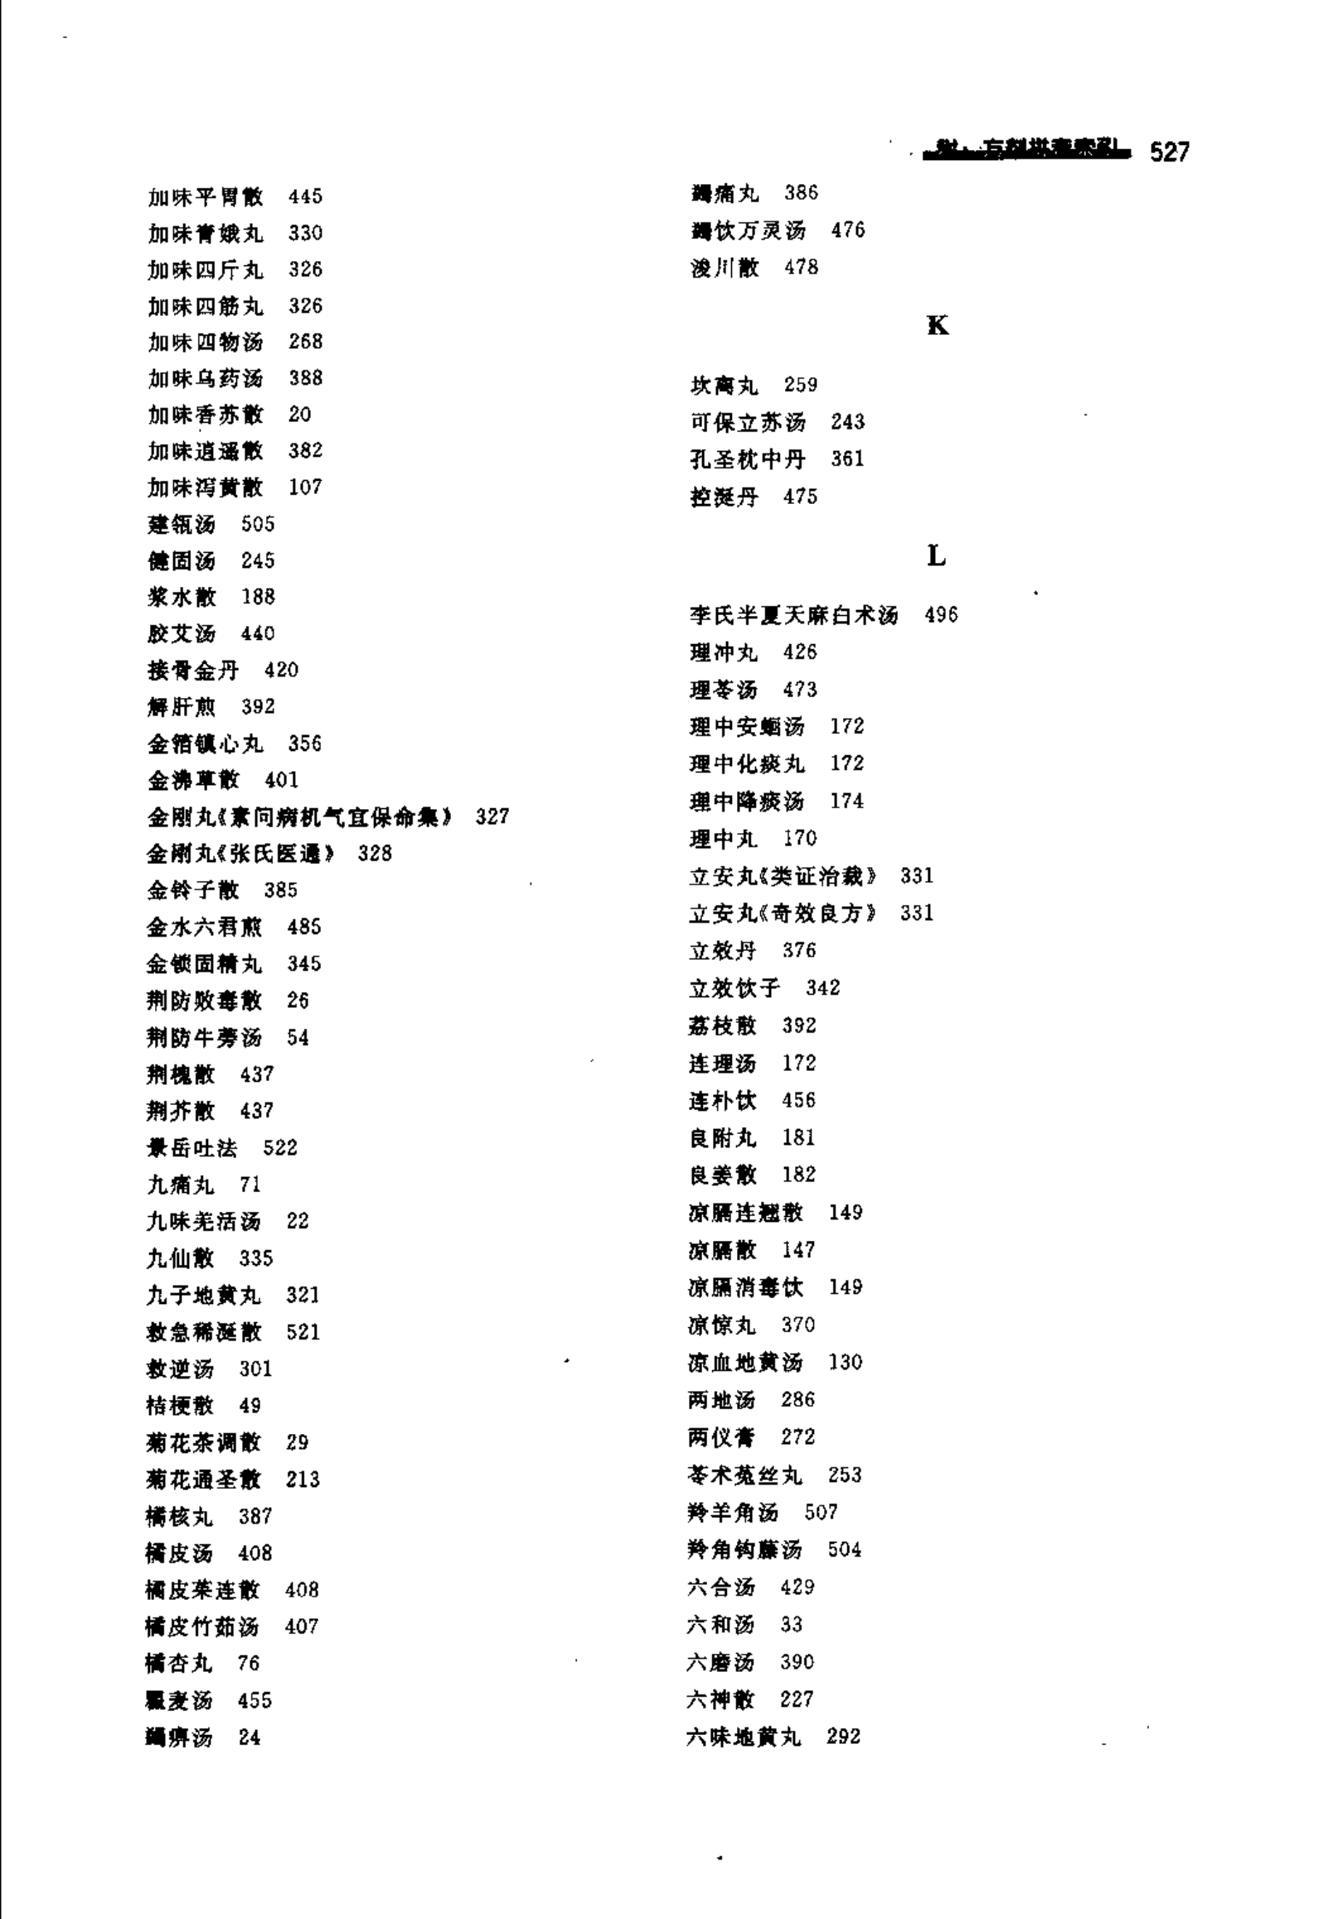 附：方剂拼音索引 527
加味平胃散 445
加味青娥丸 330
加味四斤丸 326
加味四筋丸 326
加味四物汤 268
加味乌药汤 388
加味香苏散 20
加味逍遥散 382
加味泻黄散 107
建瓴汤 505
健固汤 245
浆水散 188
胶艾汤 440
接骨金丹 420
解肝煎 392
金箔镇心丸 356
金沸草散 401
金刚丸《素问病机气宜保命集》 327
金刚丸《张氏医通》 328
金铃子散 385
金水六君煎 485
金锁固精丸 345
荆防败毒散 26
荆防牛蒡汤 54
荆槐散 437
荆芥散 437
景岳吐法 522
九痛丸 71
九味羌活汤 22
九仙散 335
九子地黄丸 321
救急稀涎散 521
救逆汤 301
桔梗散 49
菊花茶调散 29
菊花通圣散 213
橘核丸 387
橘皮汤 408
橘皮茱连散 408
橘皮竹茹汤 407
橘杏丸 76
瞿麦汤 455
蠲痹汤 24
蠲痛丸 386
蠲饮万灵汤 476
浚川散 478
K
坎离丸 259
可保立苏汤 243
孔圣枕中丹 361
控涎丹 475
L
李氏半夏天麻白术汤 496
理冲丸 426
理苓汤 473
理中安蛔汤 172
理中化痰丸 172
理中降痰汤 174
理中丸 170
立安丸《类证治裁》 331
立安丸《奇效良方》 331
立效丹 376
立效饮子 342
荔枝散 392
连理汤 172
连朴饮 456
良附丸 181
良姜散 182
凉膈连翘散 149
凉膈散 147
凉膈消毒饮 149
凉惊丸 370
凉血地黄汤 130
两地汤 286
两仪膏 272
苓术菟丝丸 253
羚羊角汤 507
羚角钩藤汤 504
六合汤 429
六和汤 33
六磨汤 390
六神散 227
六味地黄丸 292